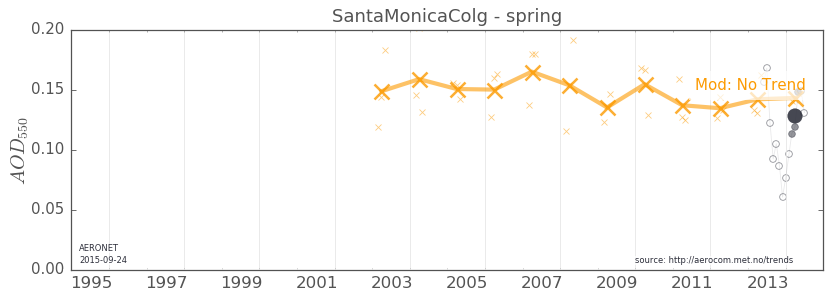 SantaMonicaColg - spring
0.20
0.15
0.10
0.05
0.00
AOD550
Mod: No Trend
AERONET
2015-09-24
source: http://aerocom.met.no/trends
1995 1997 1999 2001 2003 2005 2007 2009 2011 2013